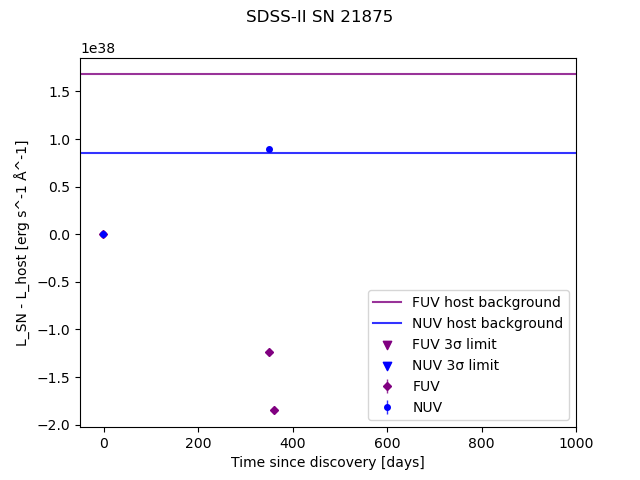 SDSS-II SN 21875
1e38
L_SN - L_host [erg s^-1 Å^-1]
1.5
1.0
0.5
0.0
−0.5
−1.0
−1.5
−2.0
FUV host background
NUV host background
FUV 3σ limit
NUV 3σ limit
FUV
NUV
0 200 400 600 800 1000
Time since discovery [days]